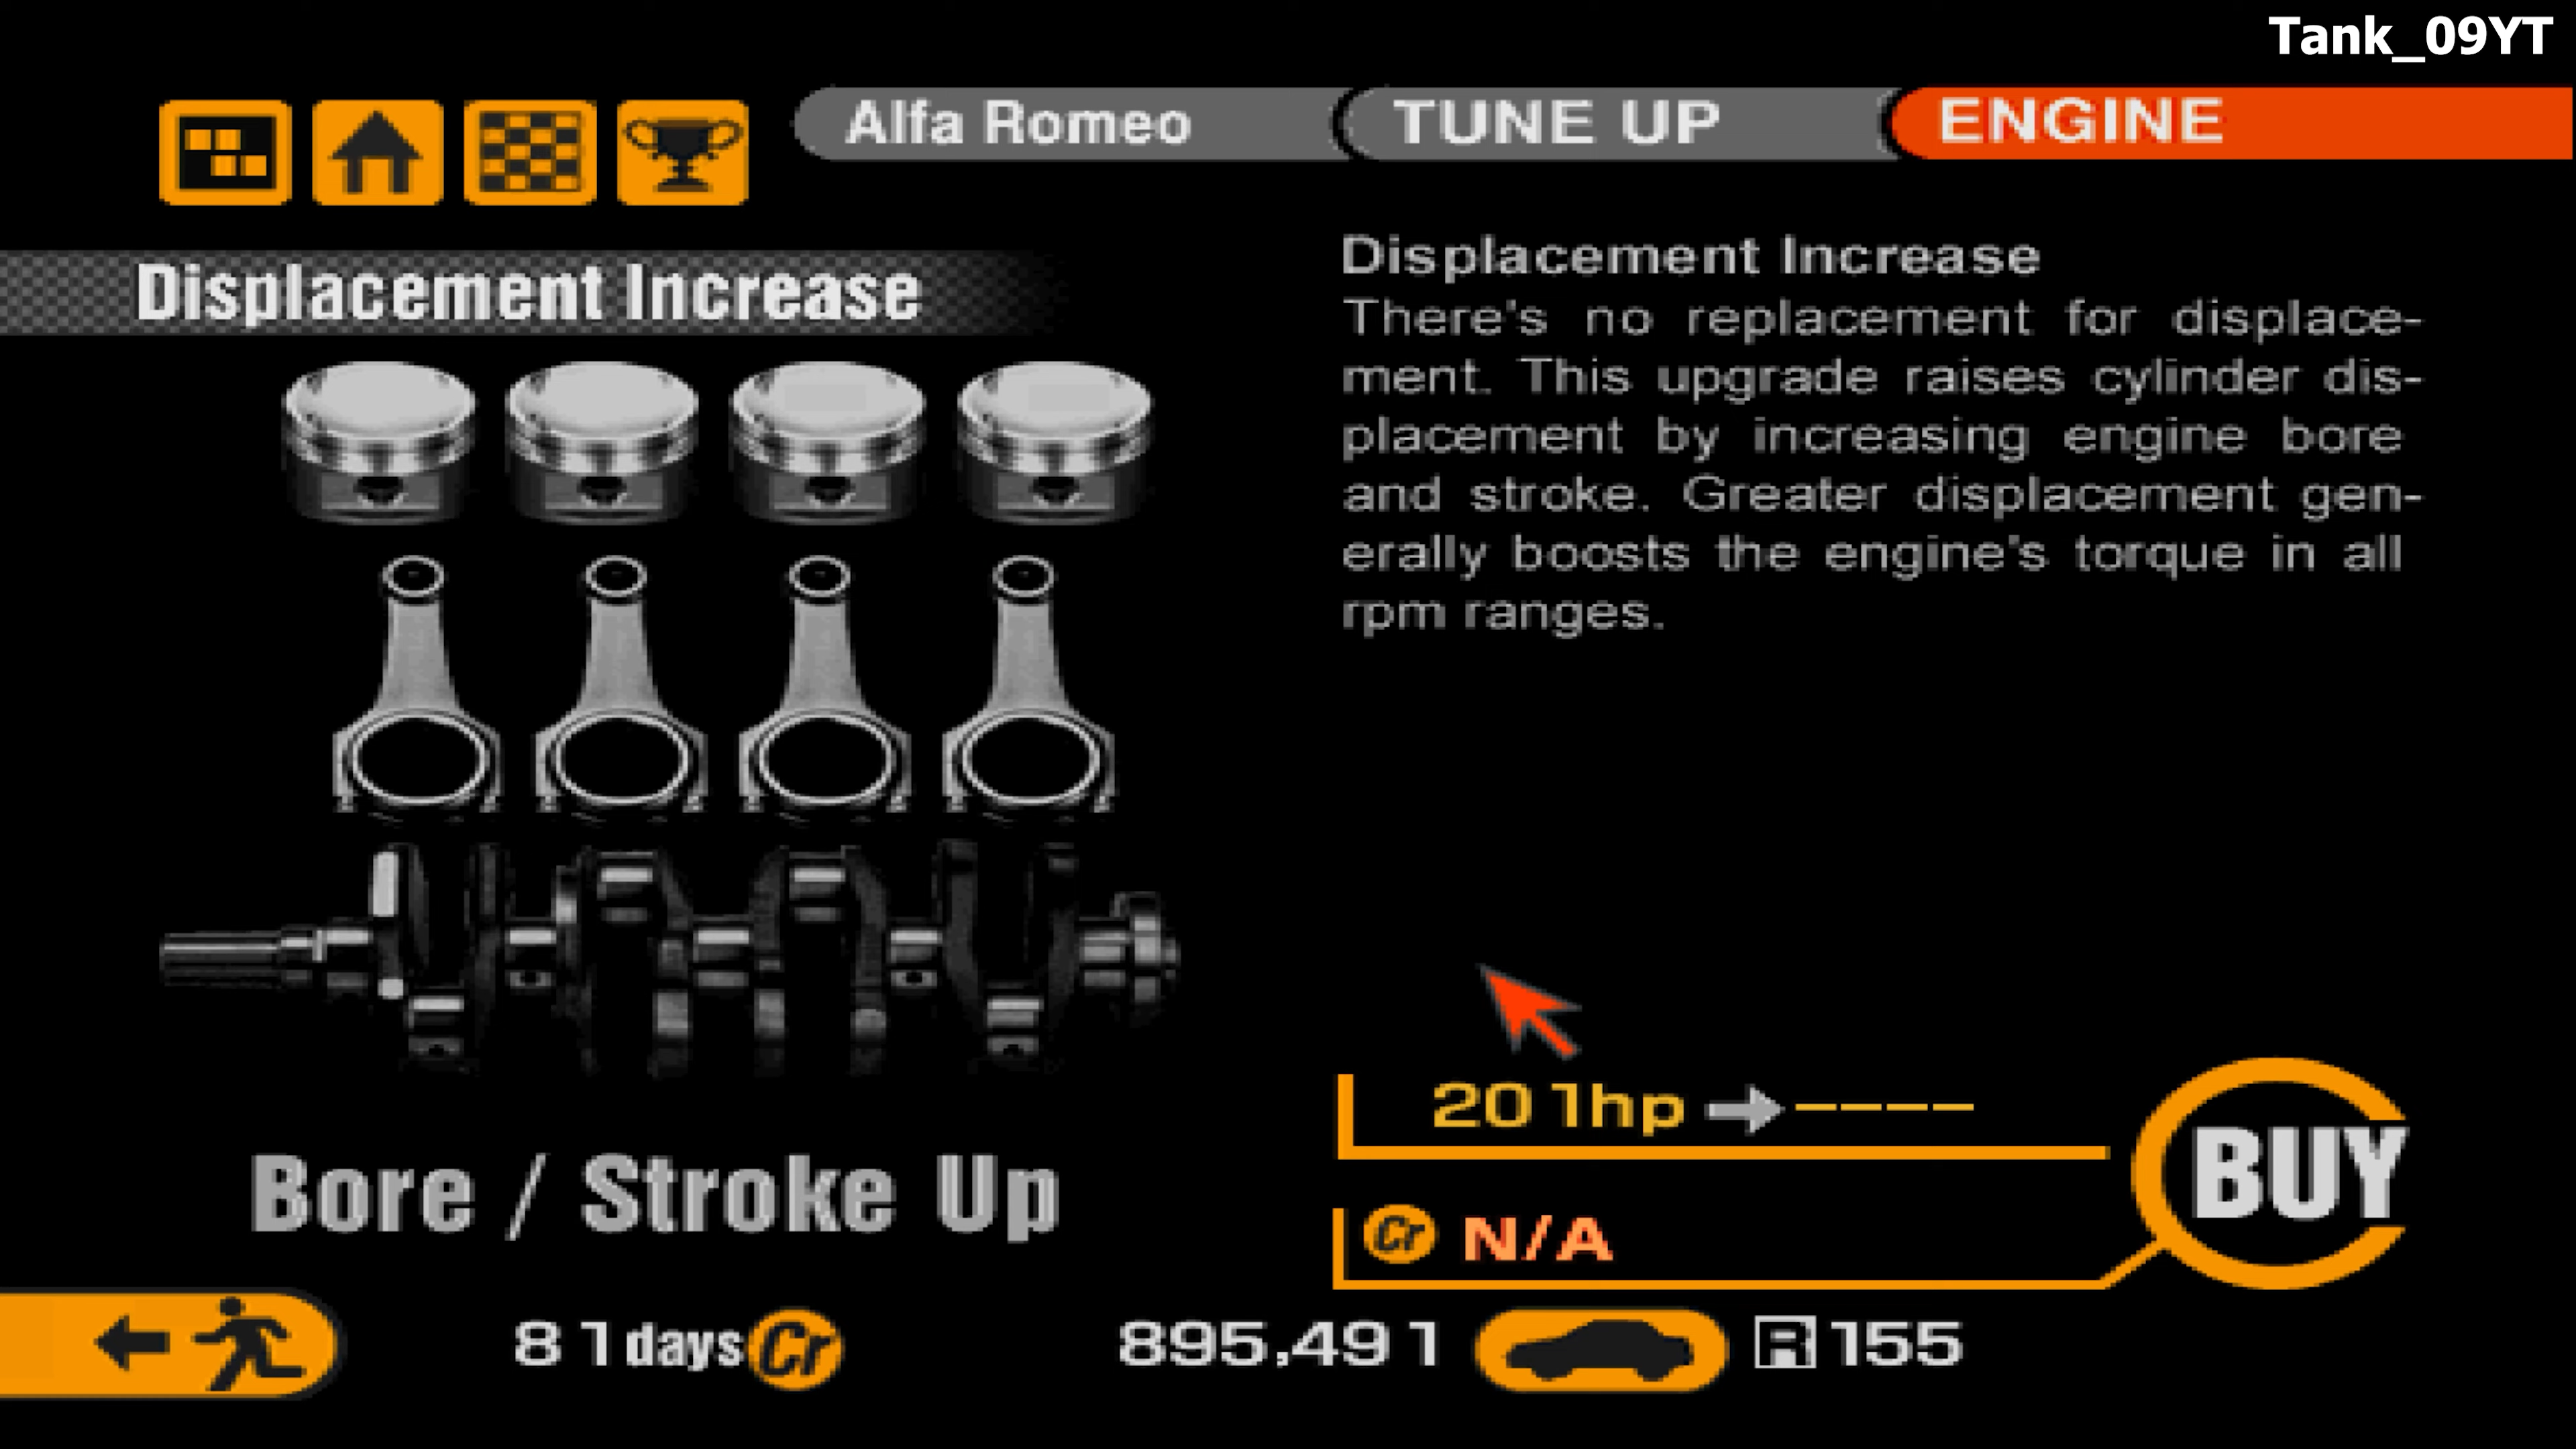 Tank_09YT
Alfa Romeo
TUNE UP
ENGINE
Displacement Increase
Displacement Increase
There's no replacement for displace-
ment. This upgrade raises cylinder dis-
placement by increasing engine bore
and stroke. Greater displacement gen-
erally boosts the engine's torque in all
rpm ranges.
201hp ----
Bore / Stroke Up
BUY
Cr N/A
81days Cr 895,491 R 155